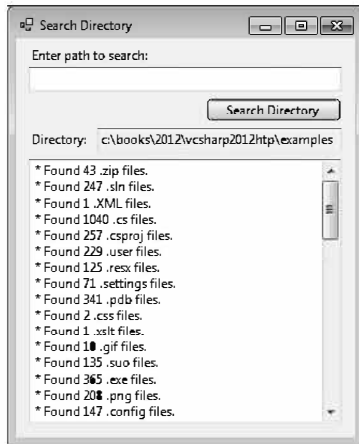 Search Directory
Enter path to search:
Search Directory
Directory: c:\books\2012\vcsharp2012htp\examples
* Found 43 .zip files.
* Found 247 .sln files.
* Found 1 .XML files.
* Found 1040 .cs files.
* Found 257 .csproj files.
* Found 229 .user files.
* Found 125 .resx files.
* Found 71 .settings files.
* Found 341 .pdb files.
* Found 2 .css files.
* Found 1 .xslt files.
* Found 10 .gif files.
* Found 135 .suo files.
* Found 365 .exe files.
* Found 208 .png files.
* Found 147 .config files.